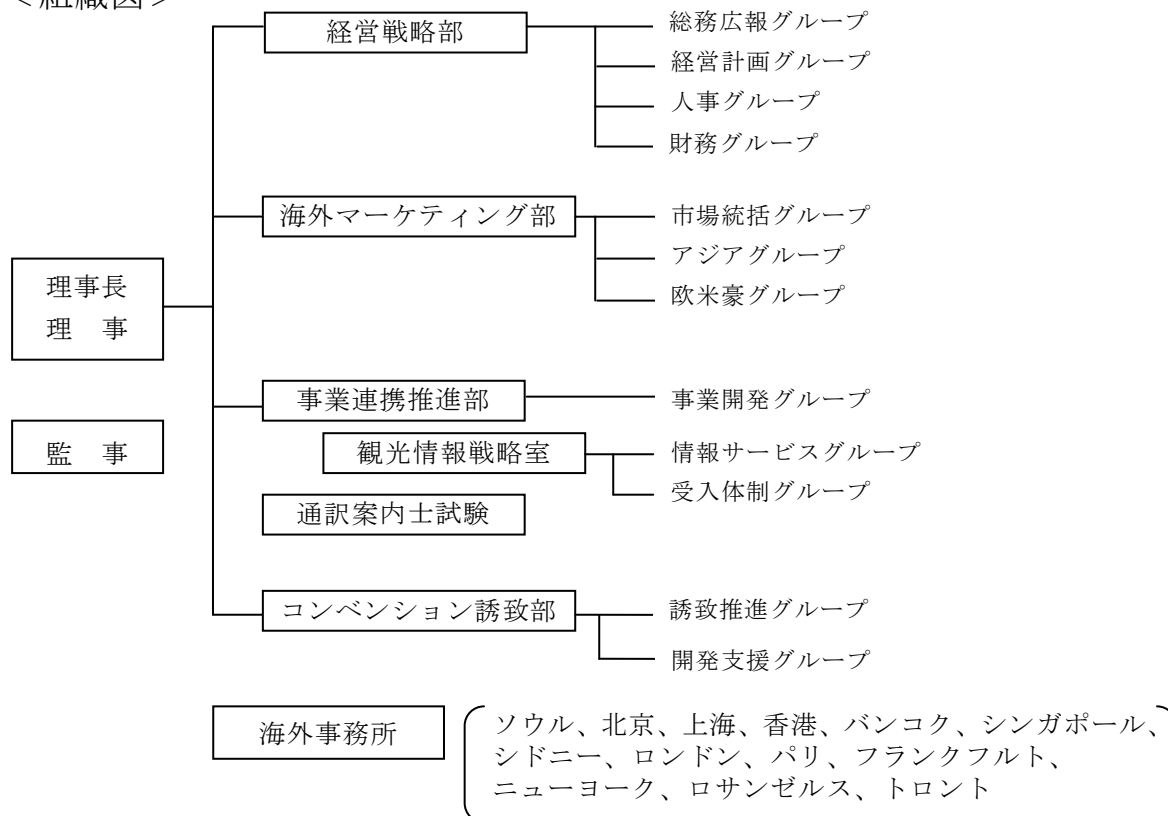 <組織図>
経営戦略部
総務広報グループ
経営計画グループ
人事グループ
財務グループ
海外マーケティング部
市場統括グループ
アジアグループ
欧米豪グループ
理事長
理　事
監　事
事業連携推進部
事業開発グループ
観光情報戦略室
情報サービスグループ
受入体制グループ
通訳案内士試験
コンベンション誘致部
誘致推進グループ
開発支援グループ
海外事務所
ソウル、北京、上海、香港、バンコク、シンガポール、
シドニー、ロンドン、パリ、フランクフルト、
ニューヨーク、ロサンゼルス、トロント